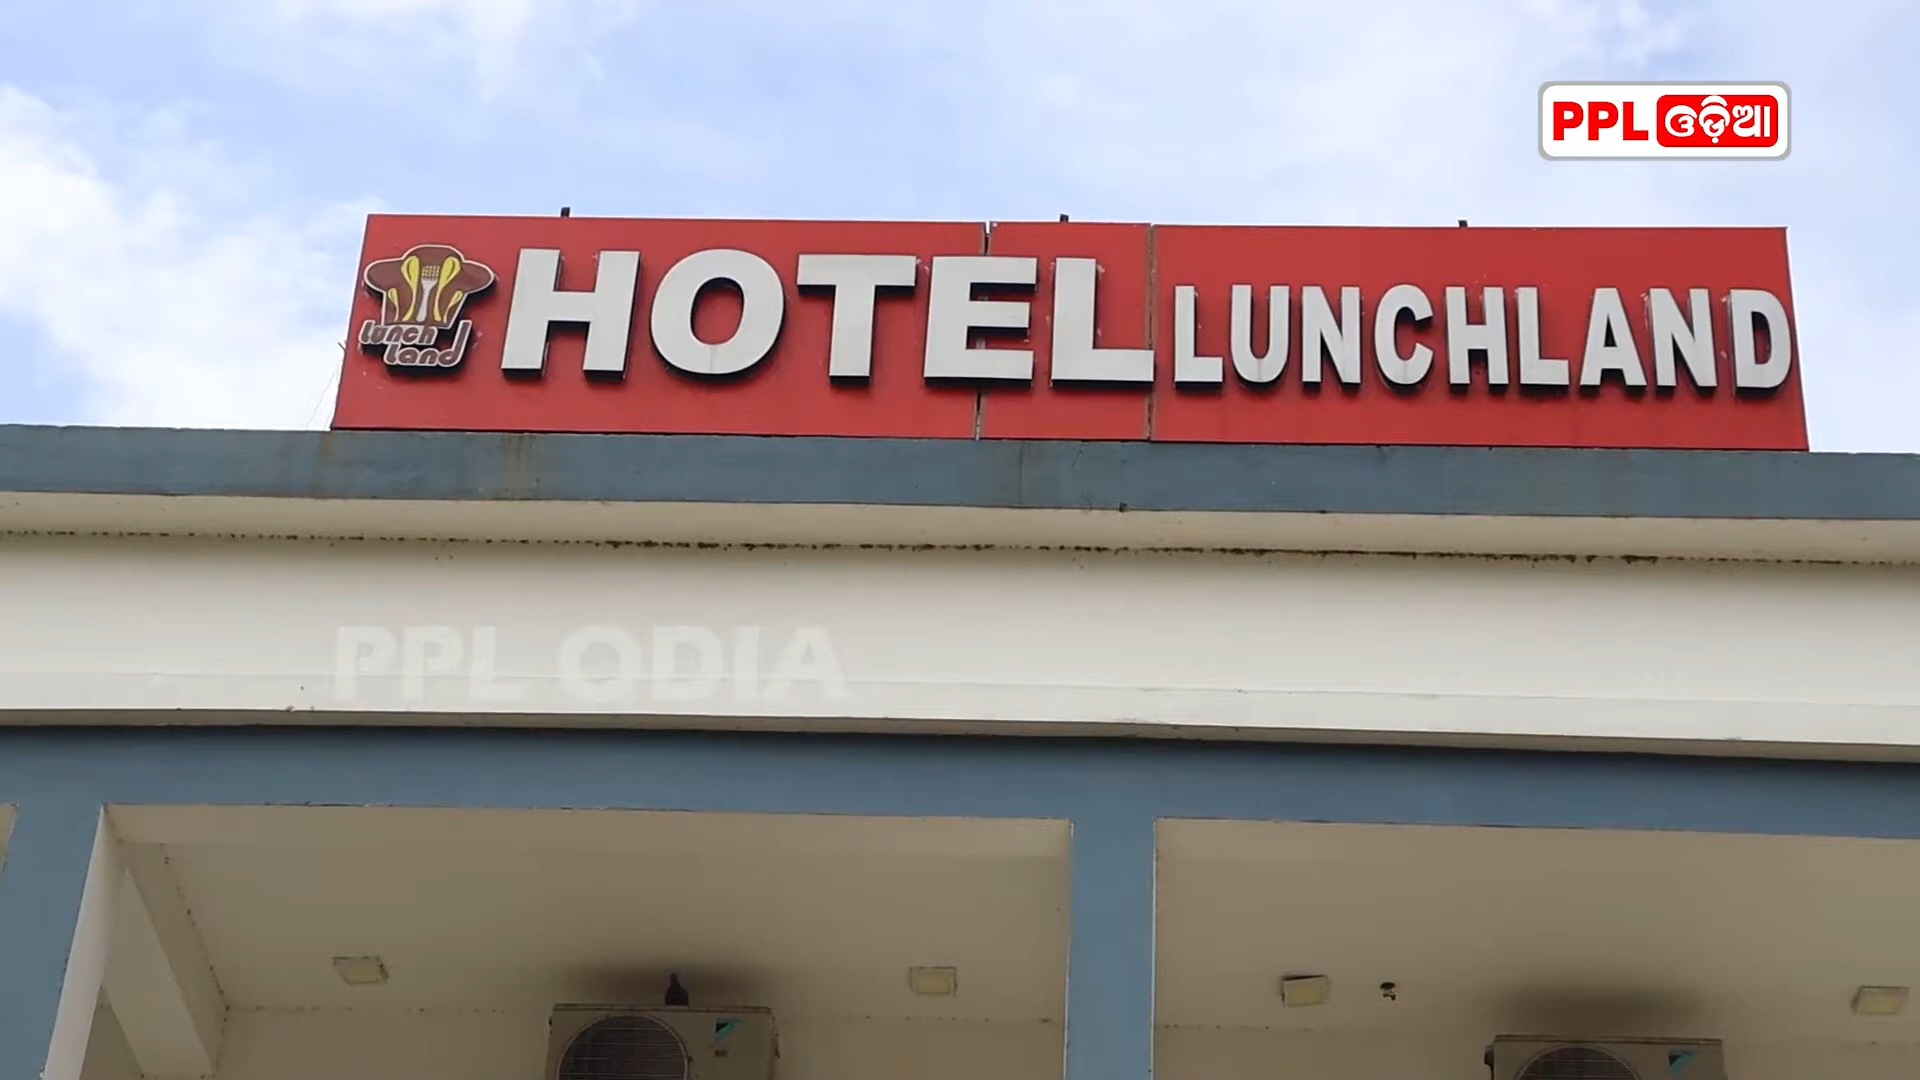 PPL ଓଡ଼ିଆ
HOTEL LUNCHLAND
lunch
land
PPL ODIA